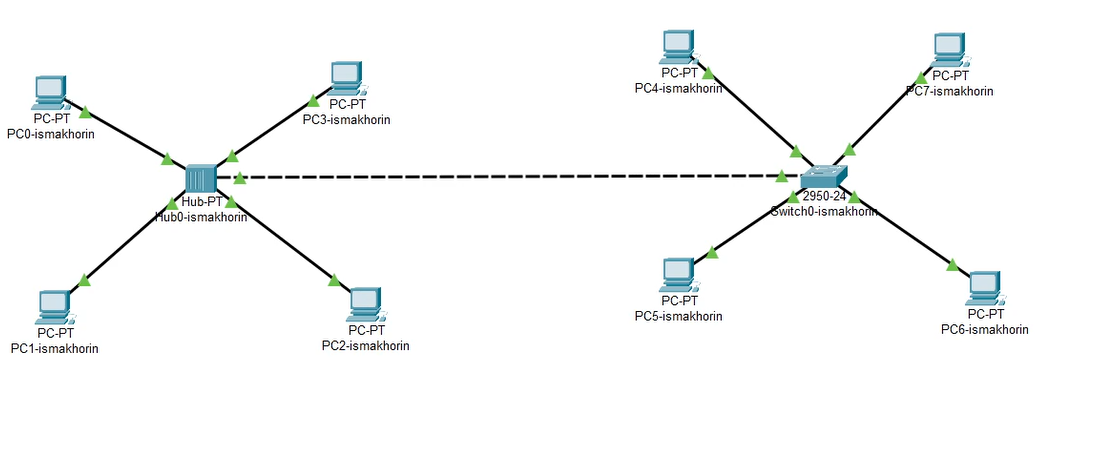 PC-PT
PC0-ismakhorin
PC-PT
PC3-ismakhorin
PC-PT
PC4-ismakhorin
PC-PT
PC7-ismakhorin
Hub-PT
Hub0-ismakhorin
2950-24
Switch0-ismakhorin
PC-PT
PC1-ismakhorin
PC-PT
PC2-ismakhorin
PC-PT
PC5-ismakhorin
PC-PT
PC6-ismakhorin